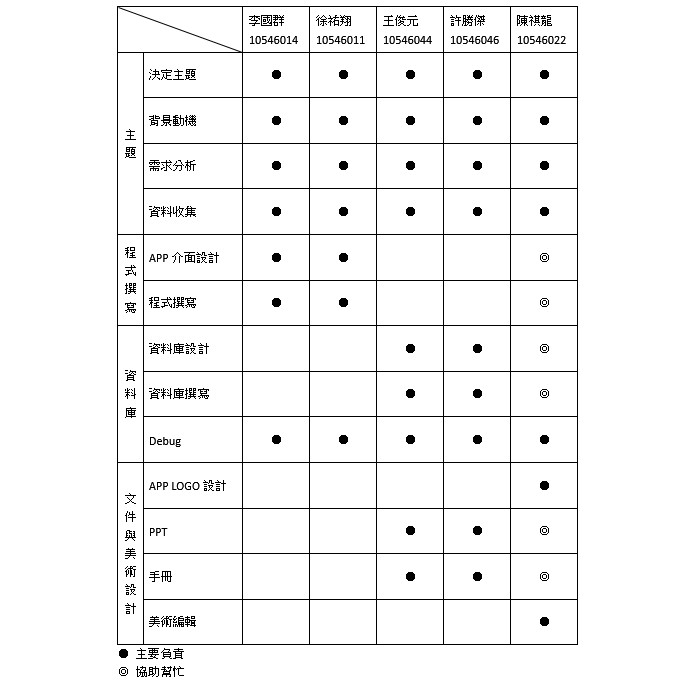 李國群 徐祐翔 王俊元 許勝傑 陳祺龍
10546014 10546011 10546044 10546046 10546022
主題
決定主題 ● ● ● ● ●
背景動機 ● ● ● ● ●
需求分析 ● ● ● ● ●
資料收集 ● ● ● ● ●
程式撰寫
APP 介面設計 ● ● ◎
程式撰寫 ● ● ◎
資料庫
資料庫設計 ● ● ◎
資料庫撰寫 ● ● ◎
Debug ● ● ● ● ●
文件與美術設計
APP LOGO 設計 ●
PPT ● ● ◎
手冊 ● ● ◎
美術編輯 ●
● 主要負責
◎ 協助幫忙